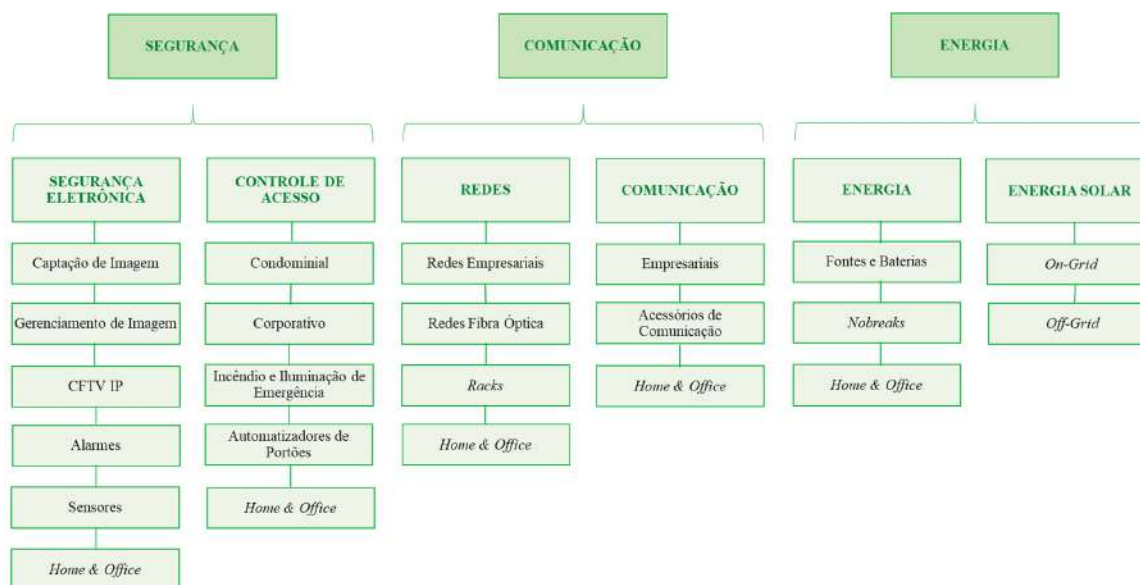 SEGURANÇA
COMUNICAÇÃO
ENERGIA
SEGURANÇA
ELETRÔNICA
Captação de Imagem
Gerenciamento de Imagem
CFTV IP
Alarmes
Sensores
Home & Office
CONTROLE DE
ACESSO
Condominial
Corporativo
Incêndio e Iluminação de
Emergência
Automatizadores de
Portões
Home & Office
REDES
Redes Empresariais
Redes Fibra Óptica
Racks
Home & Office
COMUNICAÇÃO
Empresariais
Acessórios de
Comunicação
Home & Office
ENERGIA
Fontes e Baterias
Nobreaks
Home & Office
ENERGIA SOLAR
On-Grid
Off-Grid